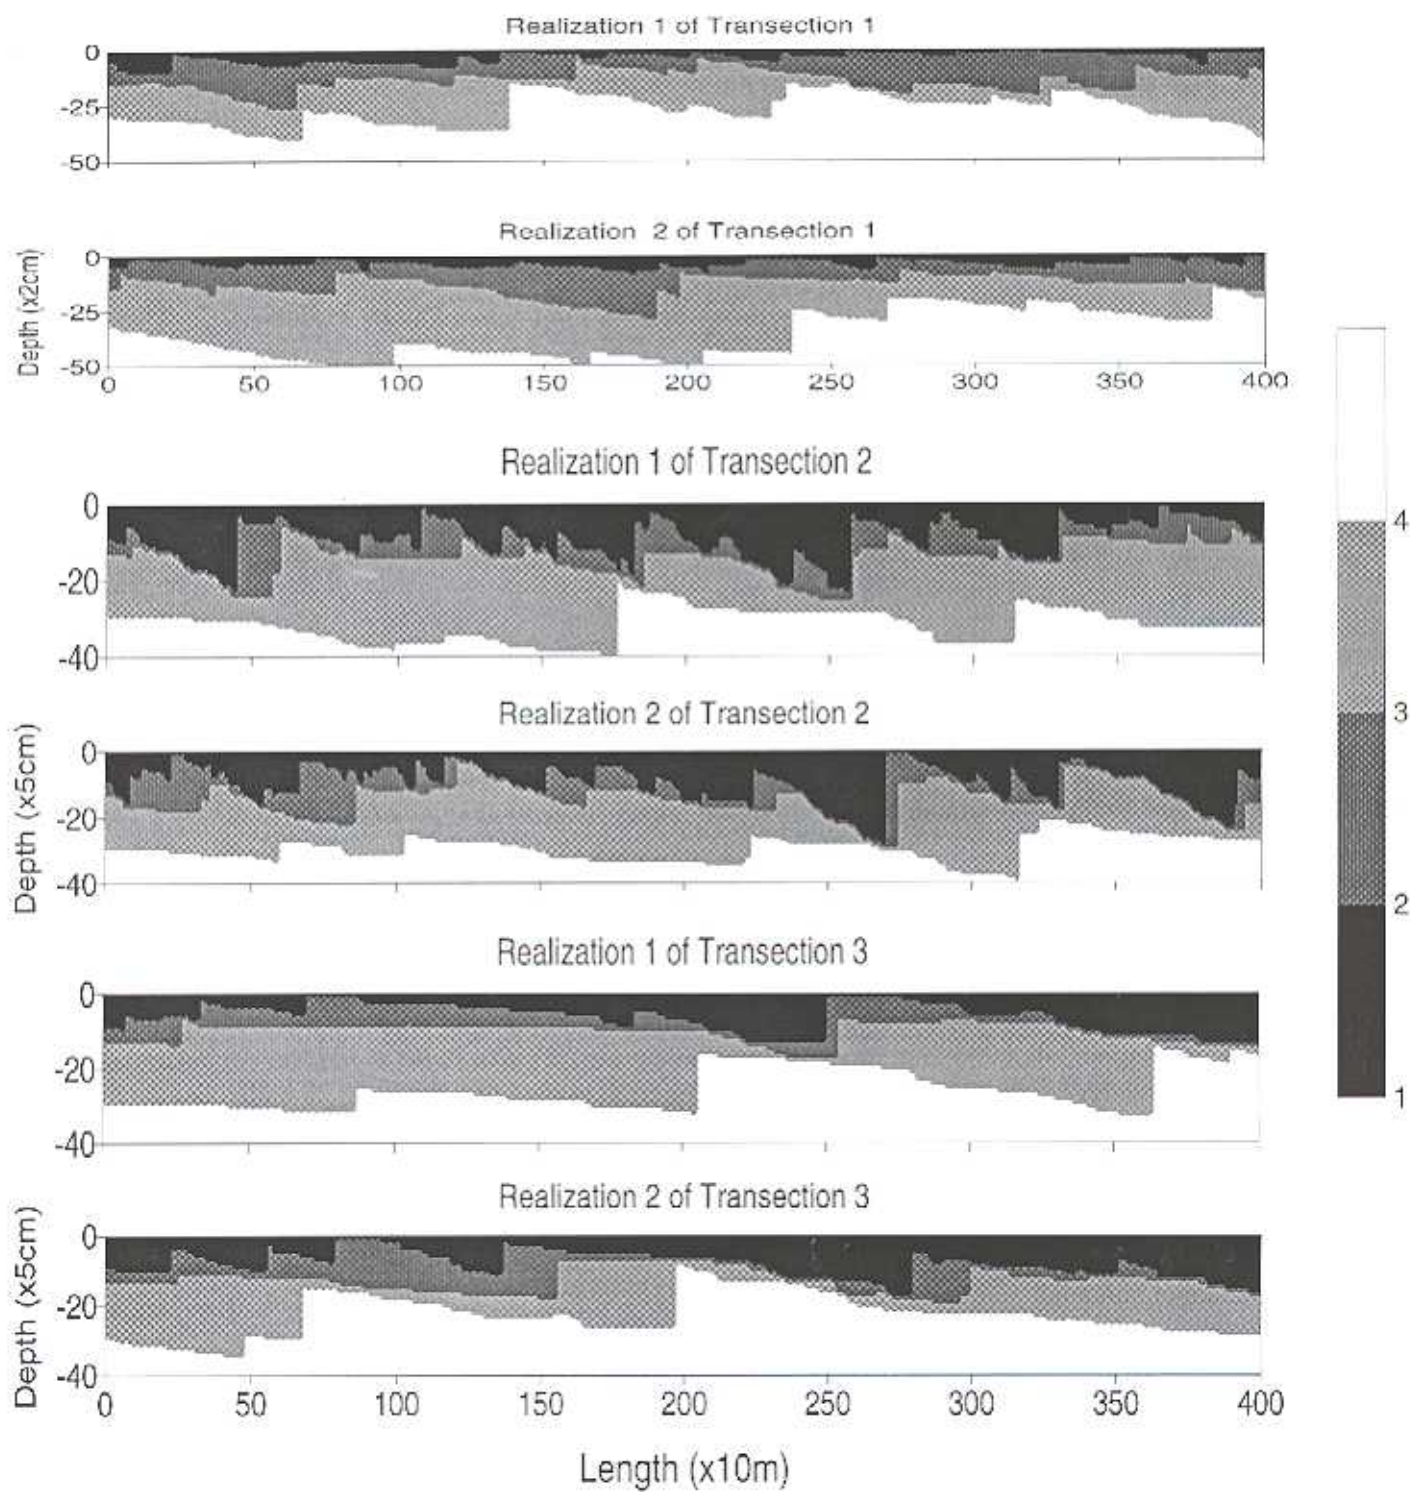 Realization 1 of Transection 1
0
-25
-50
Realization 2 of Transection 1
Depth (x2cm)
0
-25
-50
0 50 100 150 200 250 300 350 400
Realization 1 of Transection 2
0
-20
-40
Realization 2 of Transection 2
Depth (x5cm)
0
-20
-40
Realization 1 of Transection 3
0
-20
-40
Realization 2 of Transection 3
Depth (x5cm)
0
-20
-40
0 50 100 150 200 250 300 350 400
Length (x10m)
4
3
2
1